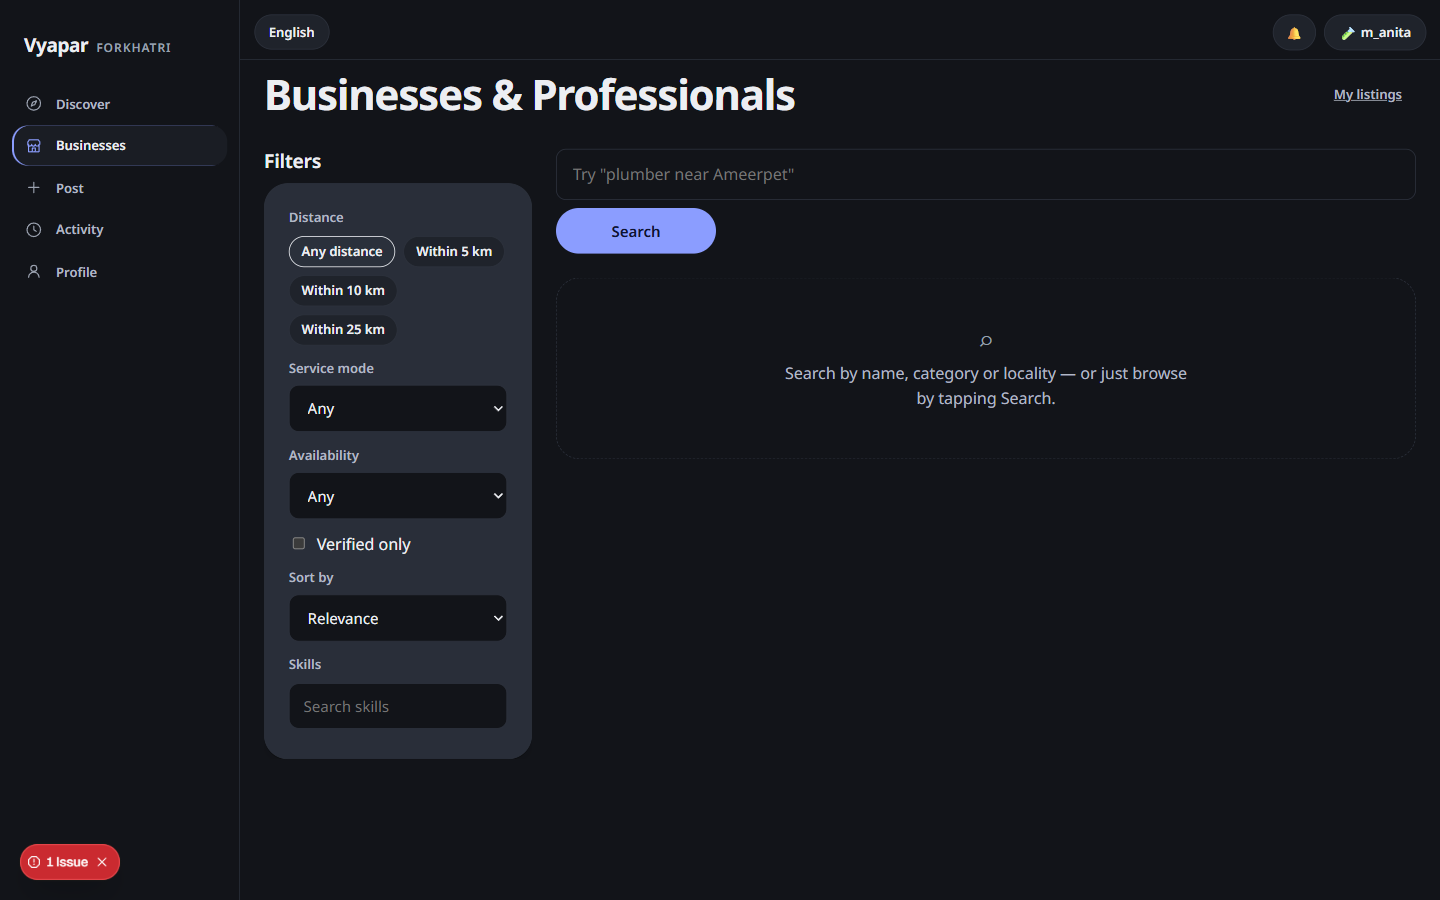 Vyapar FORKHATRI
Discover
Businesses
Post
Activity
Profile
1 Issue
English
m_anita
Businesses & Professionals
My listings
Filters
Distance
Any distance
Within 5 km
Within 10 km
Within 25 km
Service mode
Any
Availability
Any
Verified only
Sort by
Relevance
Skills
Search skills
Try "plumber near Ameerpet"
Search
Search by name, category or locality — or just browse
by tapping Search.